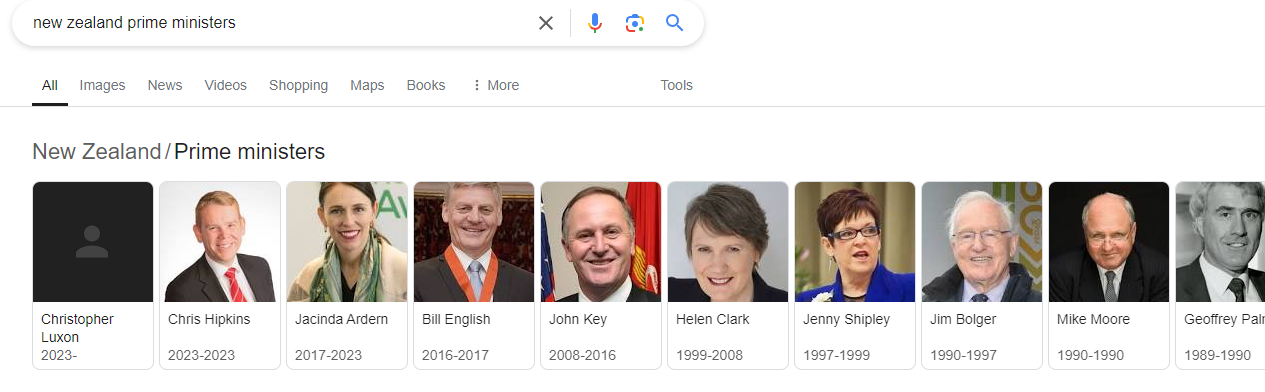 new zealand prime ministers
All Images News Videos Shopping Maps Books More Tools
New Zealand / Prime ministers
Christopher Luxon
2023-
Chris Hipkins
2023-2023
Jacinda Ardern
2017-2023
Bill English
2016-2017
John Key
2008-2016
Helen Clark
1999-2008
Jenny Shipley
1997-1999
Jim Bolger
1990-1997
Mike Moore
1990-1990
Geoffrey Pal
1989-1990